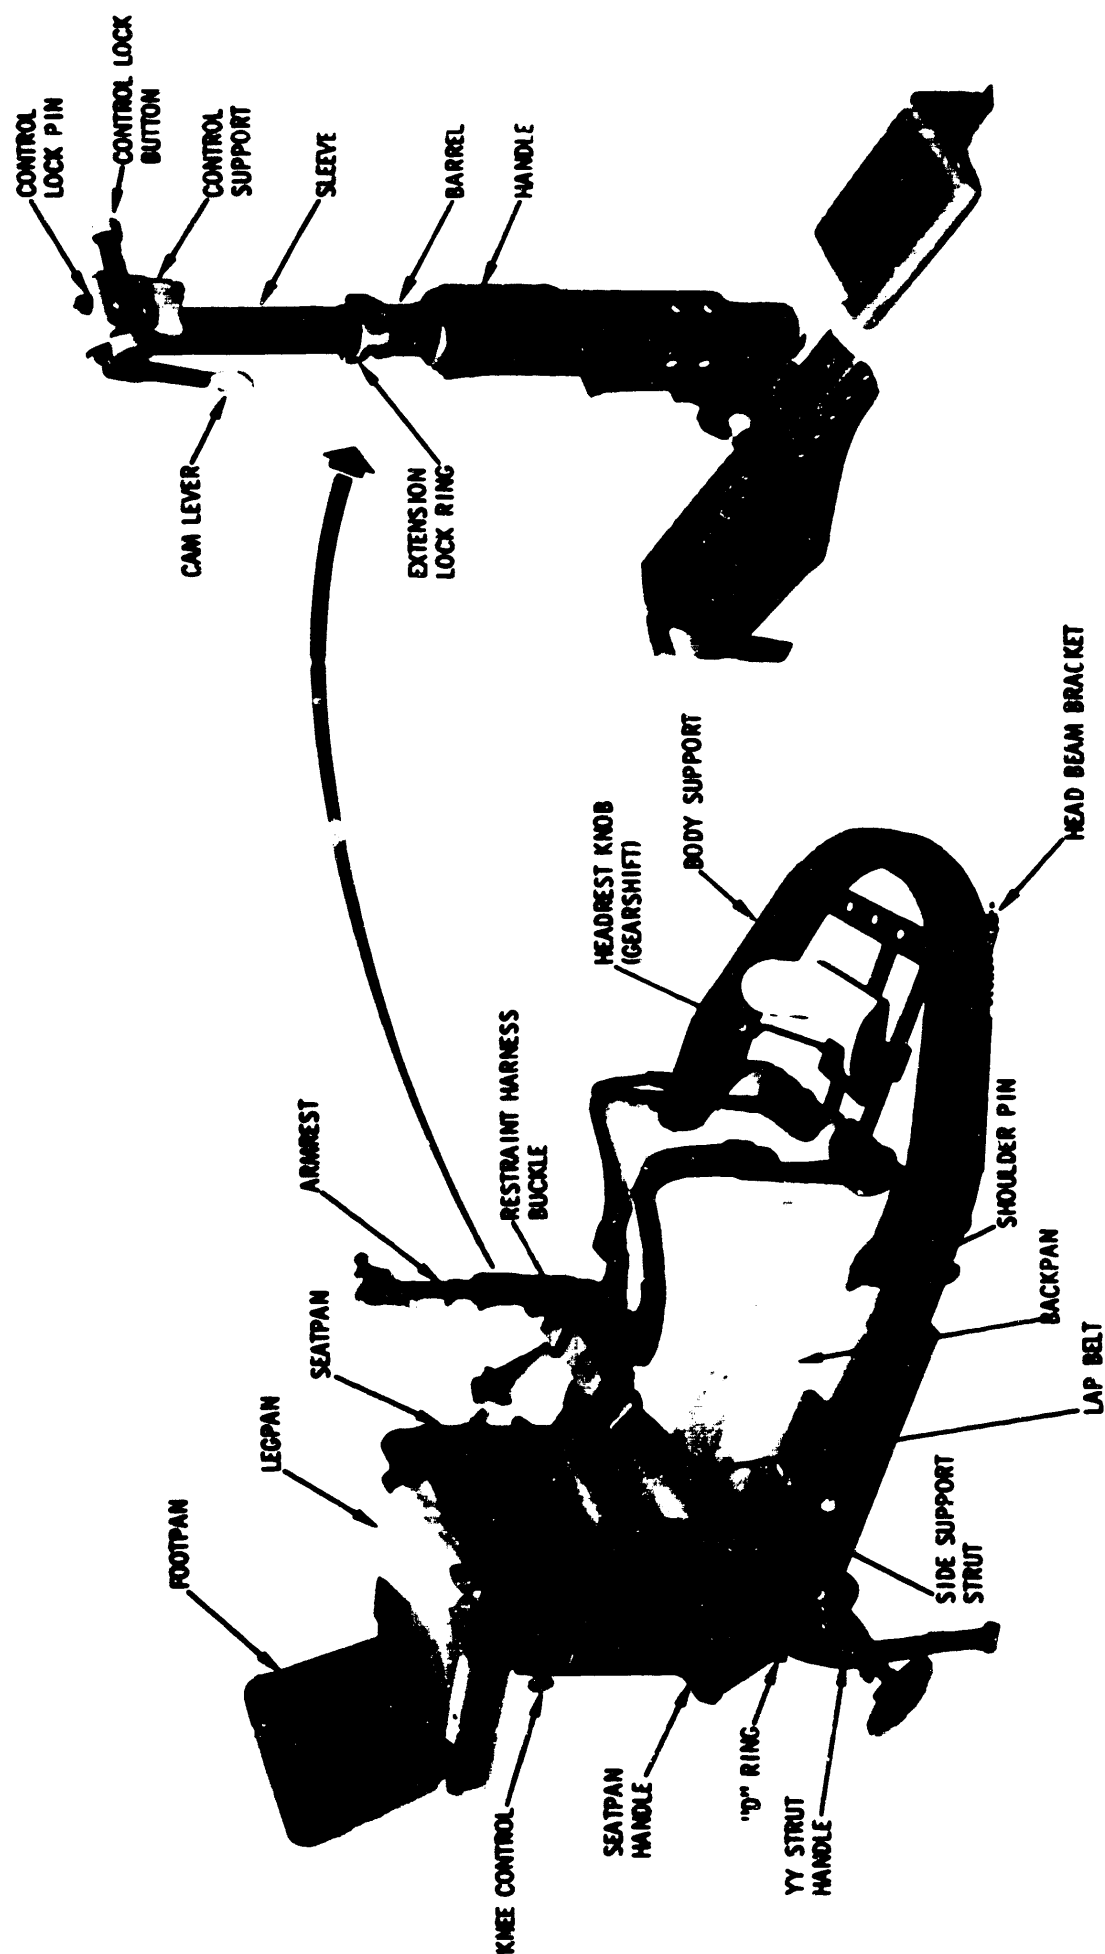 CONTROL
LOCK PIN
CONTROL LOCK
BUTTON
CONTROL
SUPPORT
SLEEVE
BARREL
HANDLE
CAM LEVER
EXTENSION
LOCK RING
HEAD BEAM BRACKET
BODY SUPPORT
HEADREST KNOB
(GEARSHIFT)
RESTRAINT HARNESS
BUCKLE
ARMREST
SEATPAN
LEGPAN
FOOTPAN
SHOULDER PIN
BACKPAN
LAP BELT
SIDE SUPPORT
STRUT
KNEE CONTROL
SEATPAN
HANDLE
"D" RING
YY STRUT
HANDLE